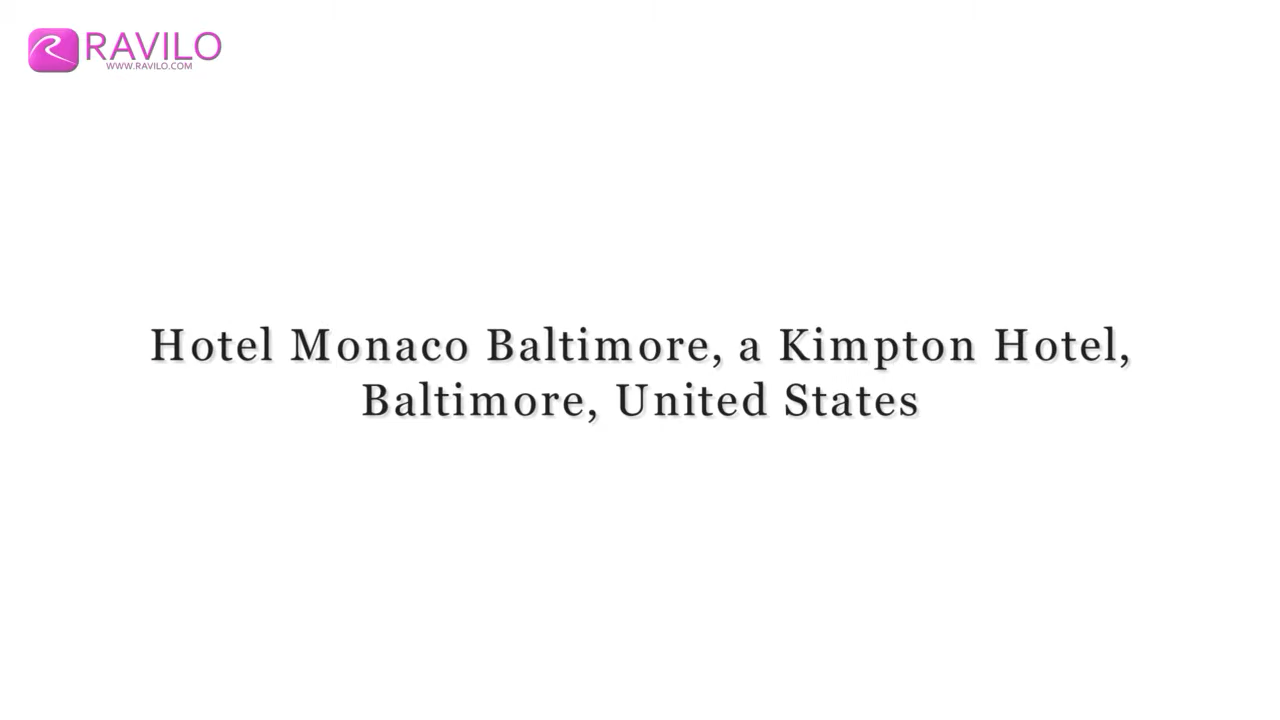 RAVILO
WWW.RAVILO.COM
Hotel Monaco Baltimore, a Kimpton Hotel,
Baltimore, United States